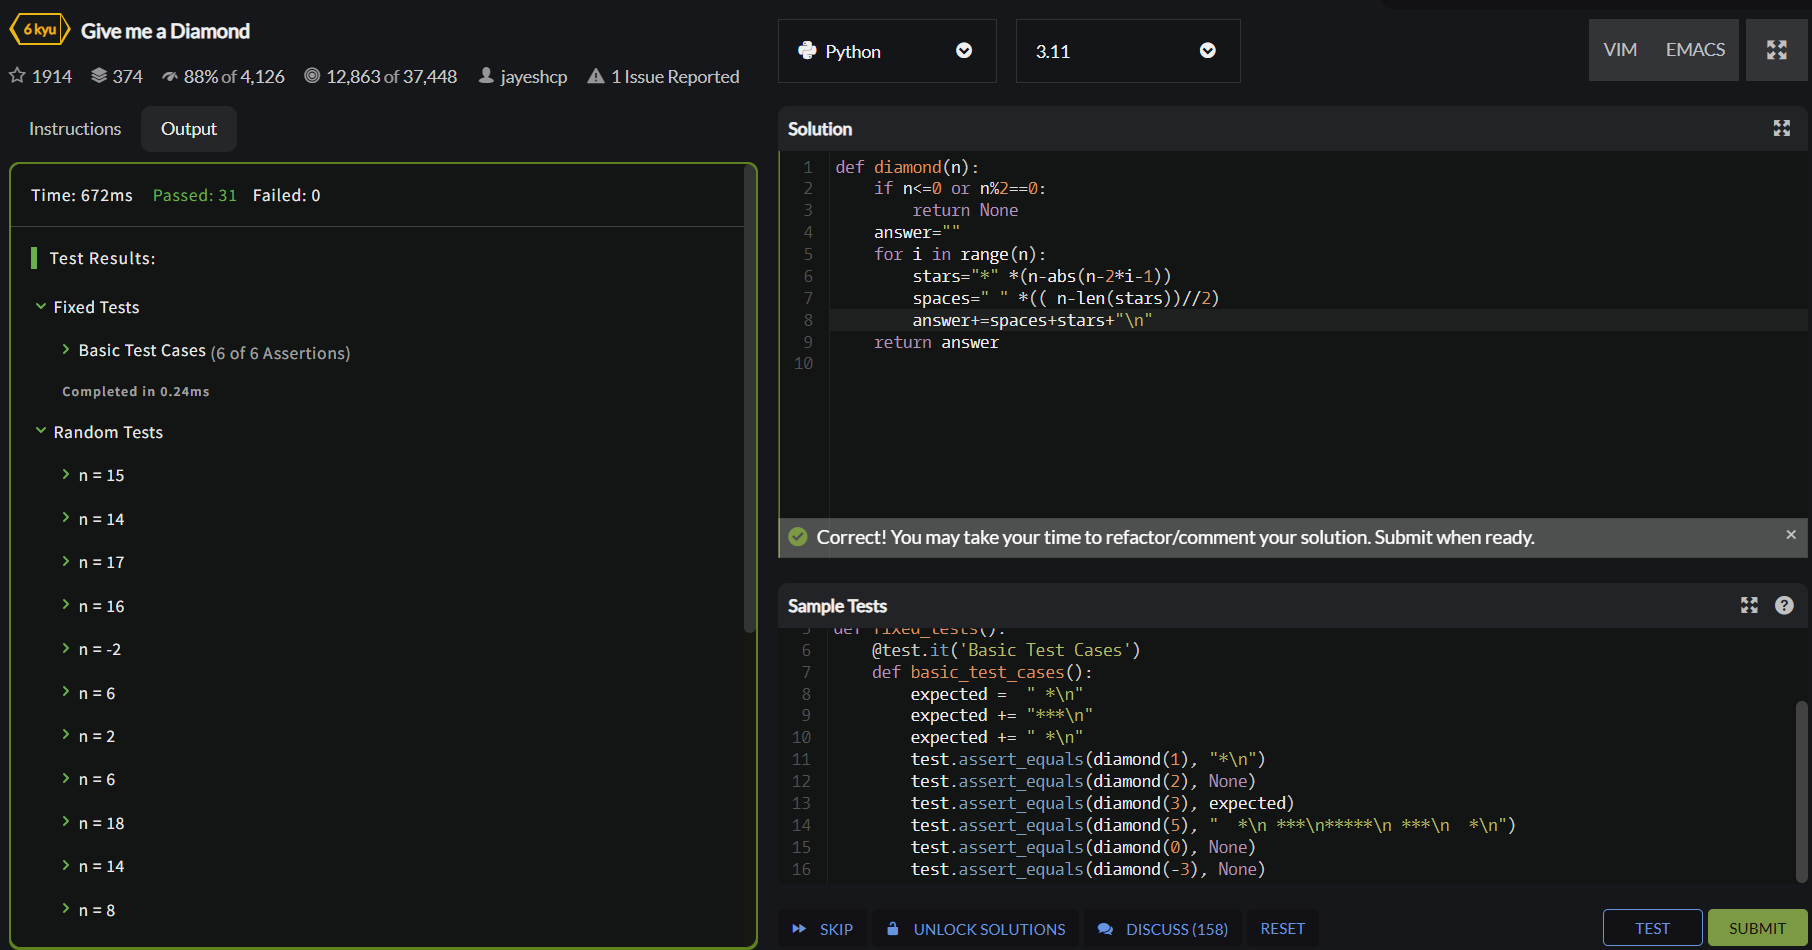 6 kyu Give me a Diamond
1914 374 88% of 4,126 12,863 of 37,448 jayeshcp 1 Issue Reported
Instructions Output
Time: 672ms Passed: 31 Failed: 0
Test Results:
Fixed Tests
Basic Test Cases (6 of 6 Assertions)
Completed in 0.24ms
Random Tests
n = 15
n = 14
n = 17
n = 16
n = -2
n = 6
n = 2
n = 6
n = 18
n = 14
n = 8
Python 3.11 VIM EMACS
Solution
1 def diamond(n):
2     if n<=0 or n%2==0:
3         return None
4     answer=""
5     for i in range(n):
6         stars="*" *(n-abs(n-2*i-1))
7         spaces=" " *(( n-len(stars))//2)
8         answer+=spaces+stars+"\n"
9     return answer
10
Correct! You may take your time to refactor/comment your solution. Submit when ready. ×
Sample Tests ?
5 def fixed_tests():
6     @test.it('Basic Test Cases')
7     def basic_test_cases():
8         expected =  " *\n"
9         expected += "***\n"
10         expected += " *\n"
11         test.assert_equals(diamond(1), "*\n")
12         test.assert_equals(diamond(2), None)
13         test.assert_equals(diamond(3), expected)
14         test.assert_equals(diamond(5), "  *\n ***\n*****\n ***\n  *\n")
15         test.assert_equals(diamond(0), None)
16         test.assert_equals(diamond(-3), None)
SKIP UNLOCK SOLUTIONS DISCUSS (158) RESET TEST SUBMIT